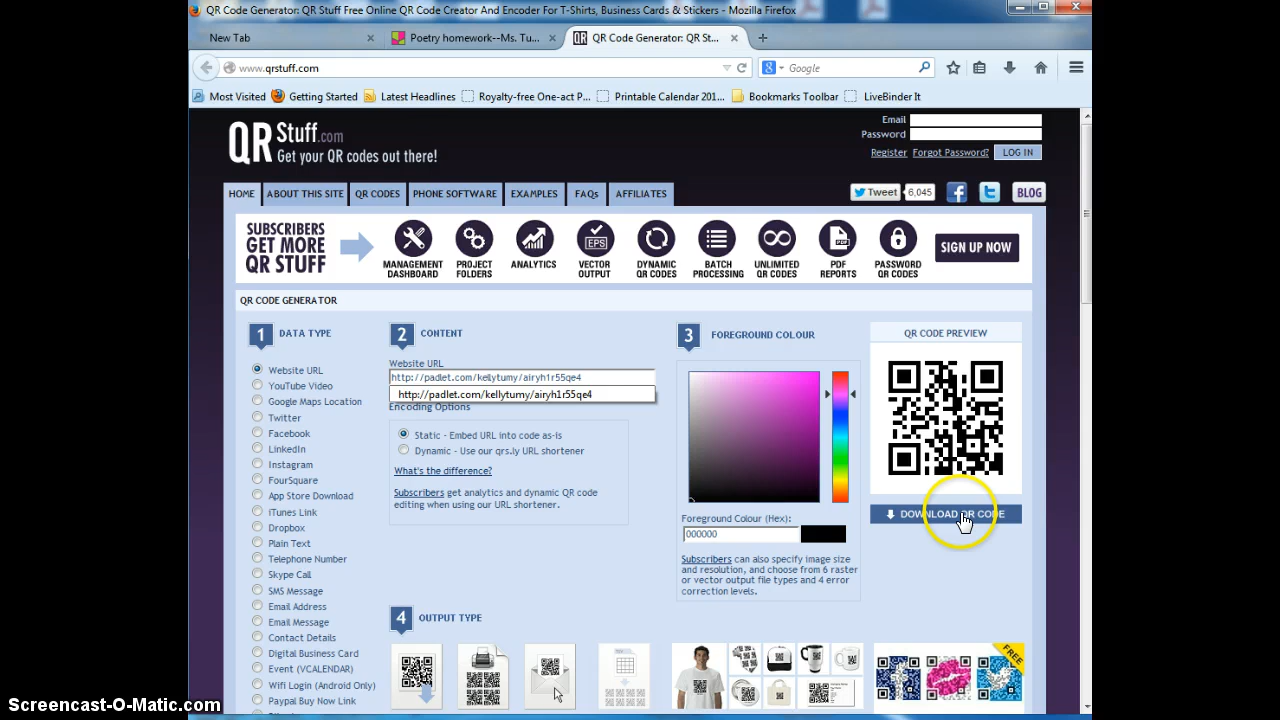 QR Code Generator: QR Stuff Free Online QR Code Creator And Encoder For T-Shirts, Business Cards & Stickers - Mozilla Firefox
New Tab
Poetry homework--Ms. Tu...
QR Code Generator: QR St...
www.qrstuff.com
Google
Most Visited
Getting Started
Latest Headlines
Royalty-free One-act P...
Printable Calendar 201...
Bookmarks Toolbar
LiveBinder It
QR Stuff.com
Get your QR codes out there!
Email
Password
Register Forgot Password? LOG IN
HOME
ABOUT THIS SITE
QR CODES
PHONE SOFTWARE
EXAMPLES
FAQs
AFFILIATES
Tweet 6,045
BLOG
SUBSCRIBERS
GET MORE
QR STUFF
MANAGEMENT
DASHBOARD
PROJECT
FOLDERS
ANALYTICS
EPS
VECTOR
OUTPUT
DYNAMIC
QR CODES
BATCH
PROCESSING
UNLIMITED
QR CODES
PDF
PDF
REPORTS
PASSWORD
QR CODES
SIGN UP NOW
QR CODE GENERATOR
1 DATA TYPE
Website URL
YouTube Video
Google Maps Location
Twitter
Facebook
LinkedIn
Instagram
FourSquare
App Store Download
iTunes Link
Dropbox
Plain Text
Telephone Number
Skype Call
SMS Message
Email Address
Email Message
Contact Details
Digital Business Card
Event (VCALENDAR)
Wifi Login (Android Only)
Paypal Buy Now Link
2 CONTENT
Website URL
http://padlet.com/kellytumy/airyh1r55qe4
http://padlet.com/kellytumy/airyh1r55qe4
Encoding Options
Static - Embed URL into code as-is
Dynamic - Use our qrs.ly URL shortener
What's the difference?
Subscribers get analytics and dynamic QR code
editing when using our URL shortener.
3 FOREGROUND COLOUR
Foreground Colour (Hex):
000000
Subscribers can also specify image size
and resolution, and choose from 6 raster
or vector output file types and 4 error
correction levels.
QR CODE PREVIEW
DOWNLOAD QR CODE
4 OUTPUT TYPE
FREE
Screencast-O-Matic.com